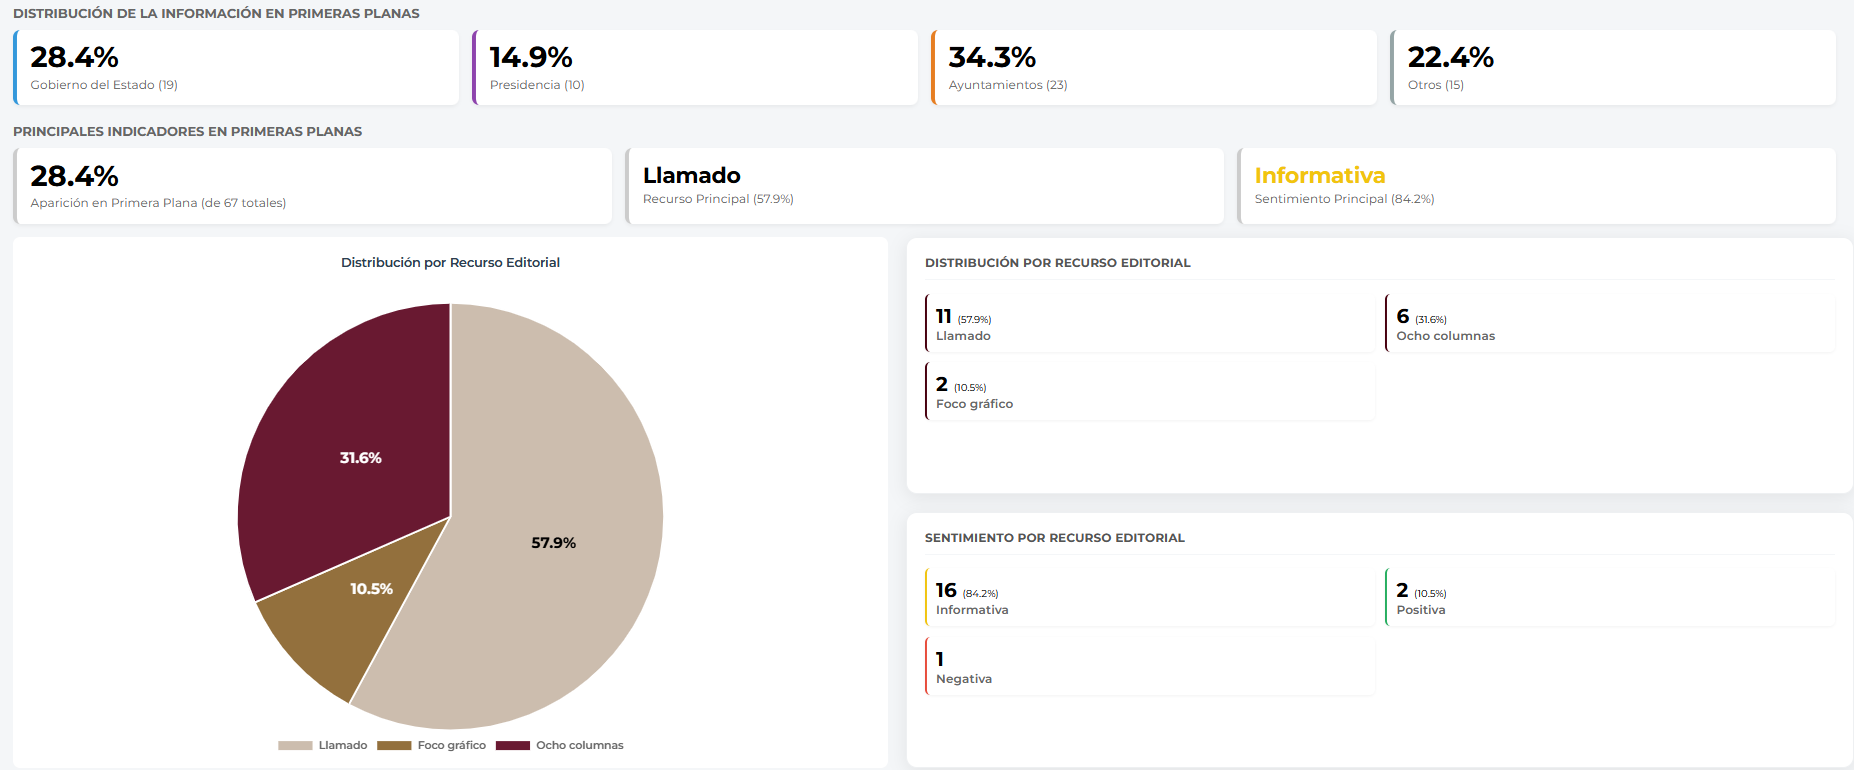 DISTRIBUCIÓN DE LA INFORMACIÓN EN PRIMERAS PLANAS
28.4%
Gobierno del Estado (19)
14.9%
Presidencia (10)
34.3%
Ayuntamientos (23)
22.4%
Otros (15)
PRINCIPALES INDICADORES EN PRIMERAS PLANAS
28.4%
Aparición en Primera Plana (de 67 totales)
Llamado
Recurso Principal (57.9%)
Informativa
Sentimiento Principal (84.2%)
Distribución por Recurso Editorial
31.6%
57.9%
10.5%
Llamado
Foco gráfico
Ocho columnas
DISTRIBUCIÓN POR RECURSO EDITORIAL
11 (57.9%)
Llamado
6 (31.6%)
Ocho columnas
2 (10.5%)
Foco gráfico
SENTIMIENTO POR RECURSO EDITORIAL
16 (84.2%)
Informativa
2 (10.5%)
Positiva
1
Negativa